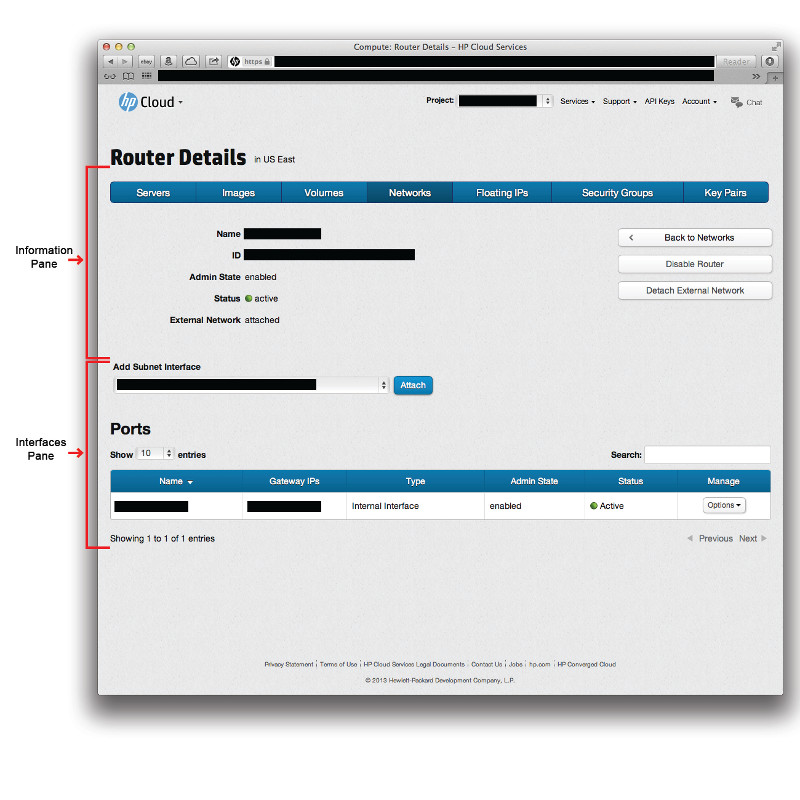 Compute: Router Details – HP Cloud Services
ebay
hp https
Reader
hp Cloud
Project:
Services Support API Keys Account Chat
Router Details in US East
Servers Images Volumes Networks Floating IPs Security Groups Key Pairs
Information
Pane
Name
ID
Admin State enabled
Status active
External Network attached
Back to Networks
Disable Router
Detach External Network
Interfaces
Pane
Add Subnet Interface
Attach
Ports
Show 10 entries
Search:
Name Gateway IPs Type Admin State Status Manage
Internal Interface enabled Active Options
Showing 1 to 1 of 1 entries
Previous Next
Privacy Statement | Terms of Use | HP Cloud Services Legal Documents | Contact Us | Jobs | hp.com | HP Converged Cloud
© 2013 Hewlett-Packard Development Company, L.P.